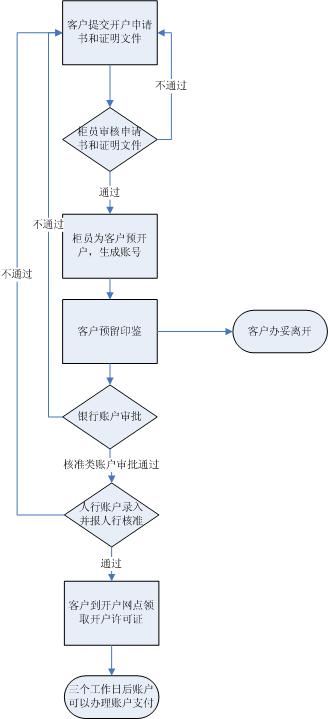 客户提交开户申请
书和证明文件
不通过
柜员审核申请
书和证明文件
通过
不通过
柜员为客户预开
户，生成账号
不通过
客户预留印鉴
客户办妥离开
银行账户审批
核准类账户审批通过
人行账户录入
并报人行核准
通过
客户到开户网点领
取开户许可证
三个工作日后账户
可以办理账户支付